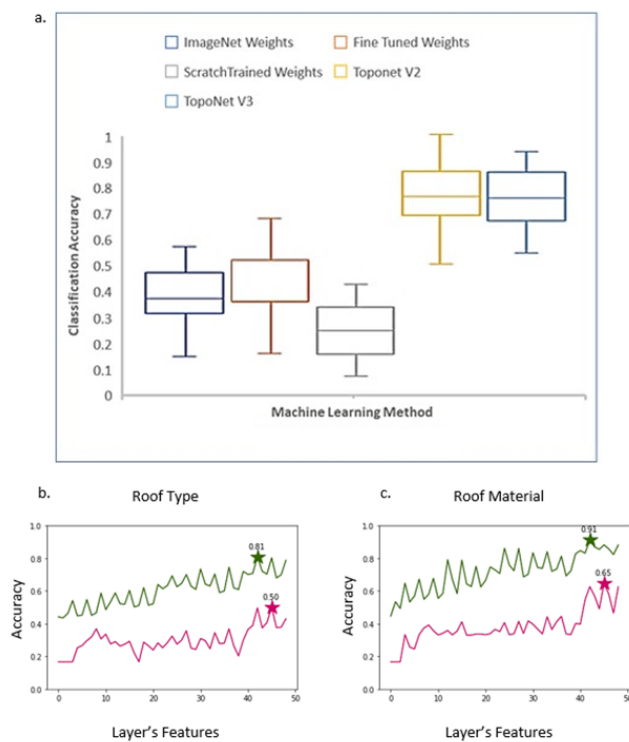 a.
ImageNet Weights Fine Tuned Weights
ScratchTrained Weights Toponet V2
TopoNet V3
1
0.9
0.8
0.7
0.6
0.5
0.4
0.3
0.2
0.1
0
Classification Accuracy
Machine Learning Method
b. Roof Type
1.0
0.8
0.6
0.4
0.2
0.0
Accuracy
0.81
0.50
0 10 20 30 40 50
Layer's Features
c. Roof Material
1.0
0.8
0.6
0.4
0.2
0.0
Accuracy
0.91
0.65
0 10 20 30 40 50
Layer's Features